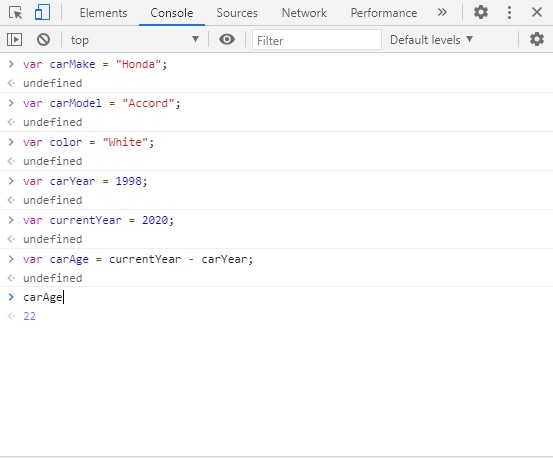 Elements Console Sources Network Performance »
top Filter Default levels
> var carMake = "Honda";
undefined
> var carModel = "Accord";
undefined
> var color = "White";
undefined
> var carYear = 1998;
undefined
> var currentYear = 2020;
undefined
> var carAge = currentYear - carYear;
undefined
> carAge
22